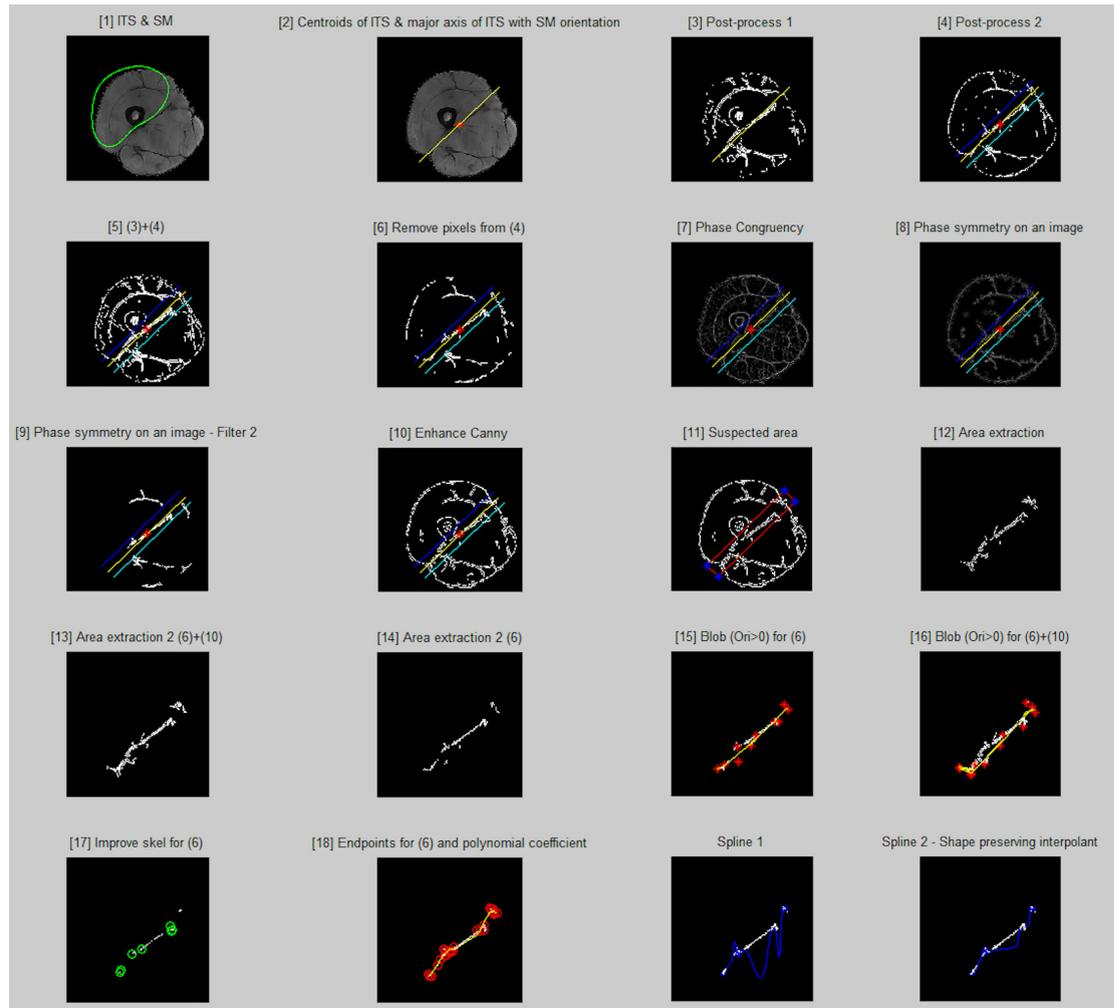 [1] ITS & SM
[2] Centroids of ITS & major axis of ITS with SM orientation
[3] Post-process 1
[4] Post-process 2
[5] (3)+(4)
[6] Remove pixels from (4)
[7] Phase Congruency
[8] Phase symmetry on an image
[9] Phase symmetry on an image - Filter 2
[10] Enhance Canny
[11] Suspected area
[12] Area extraction
[13] Area extraction 2 (6)+(10)
[14] Area extraction 2 (6)
[15] Blob (Ori>0) for (6)
[16] Blob (Ori>0) for (6)+(10)
[17] Improve skel for (6)
[18] Endpoints for (6) and polynomial coefficient
Spline 1
Spline 2 - Shape preserving interpolant